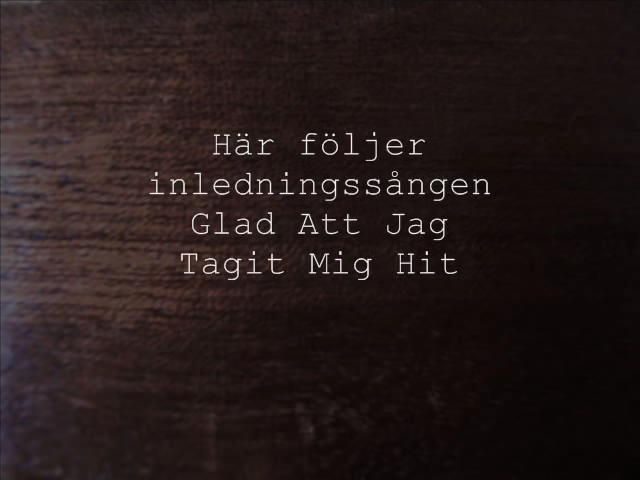 Här följer
inledningssången
Glad Att Jag
Tagit Mig Hit